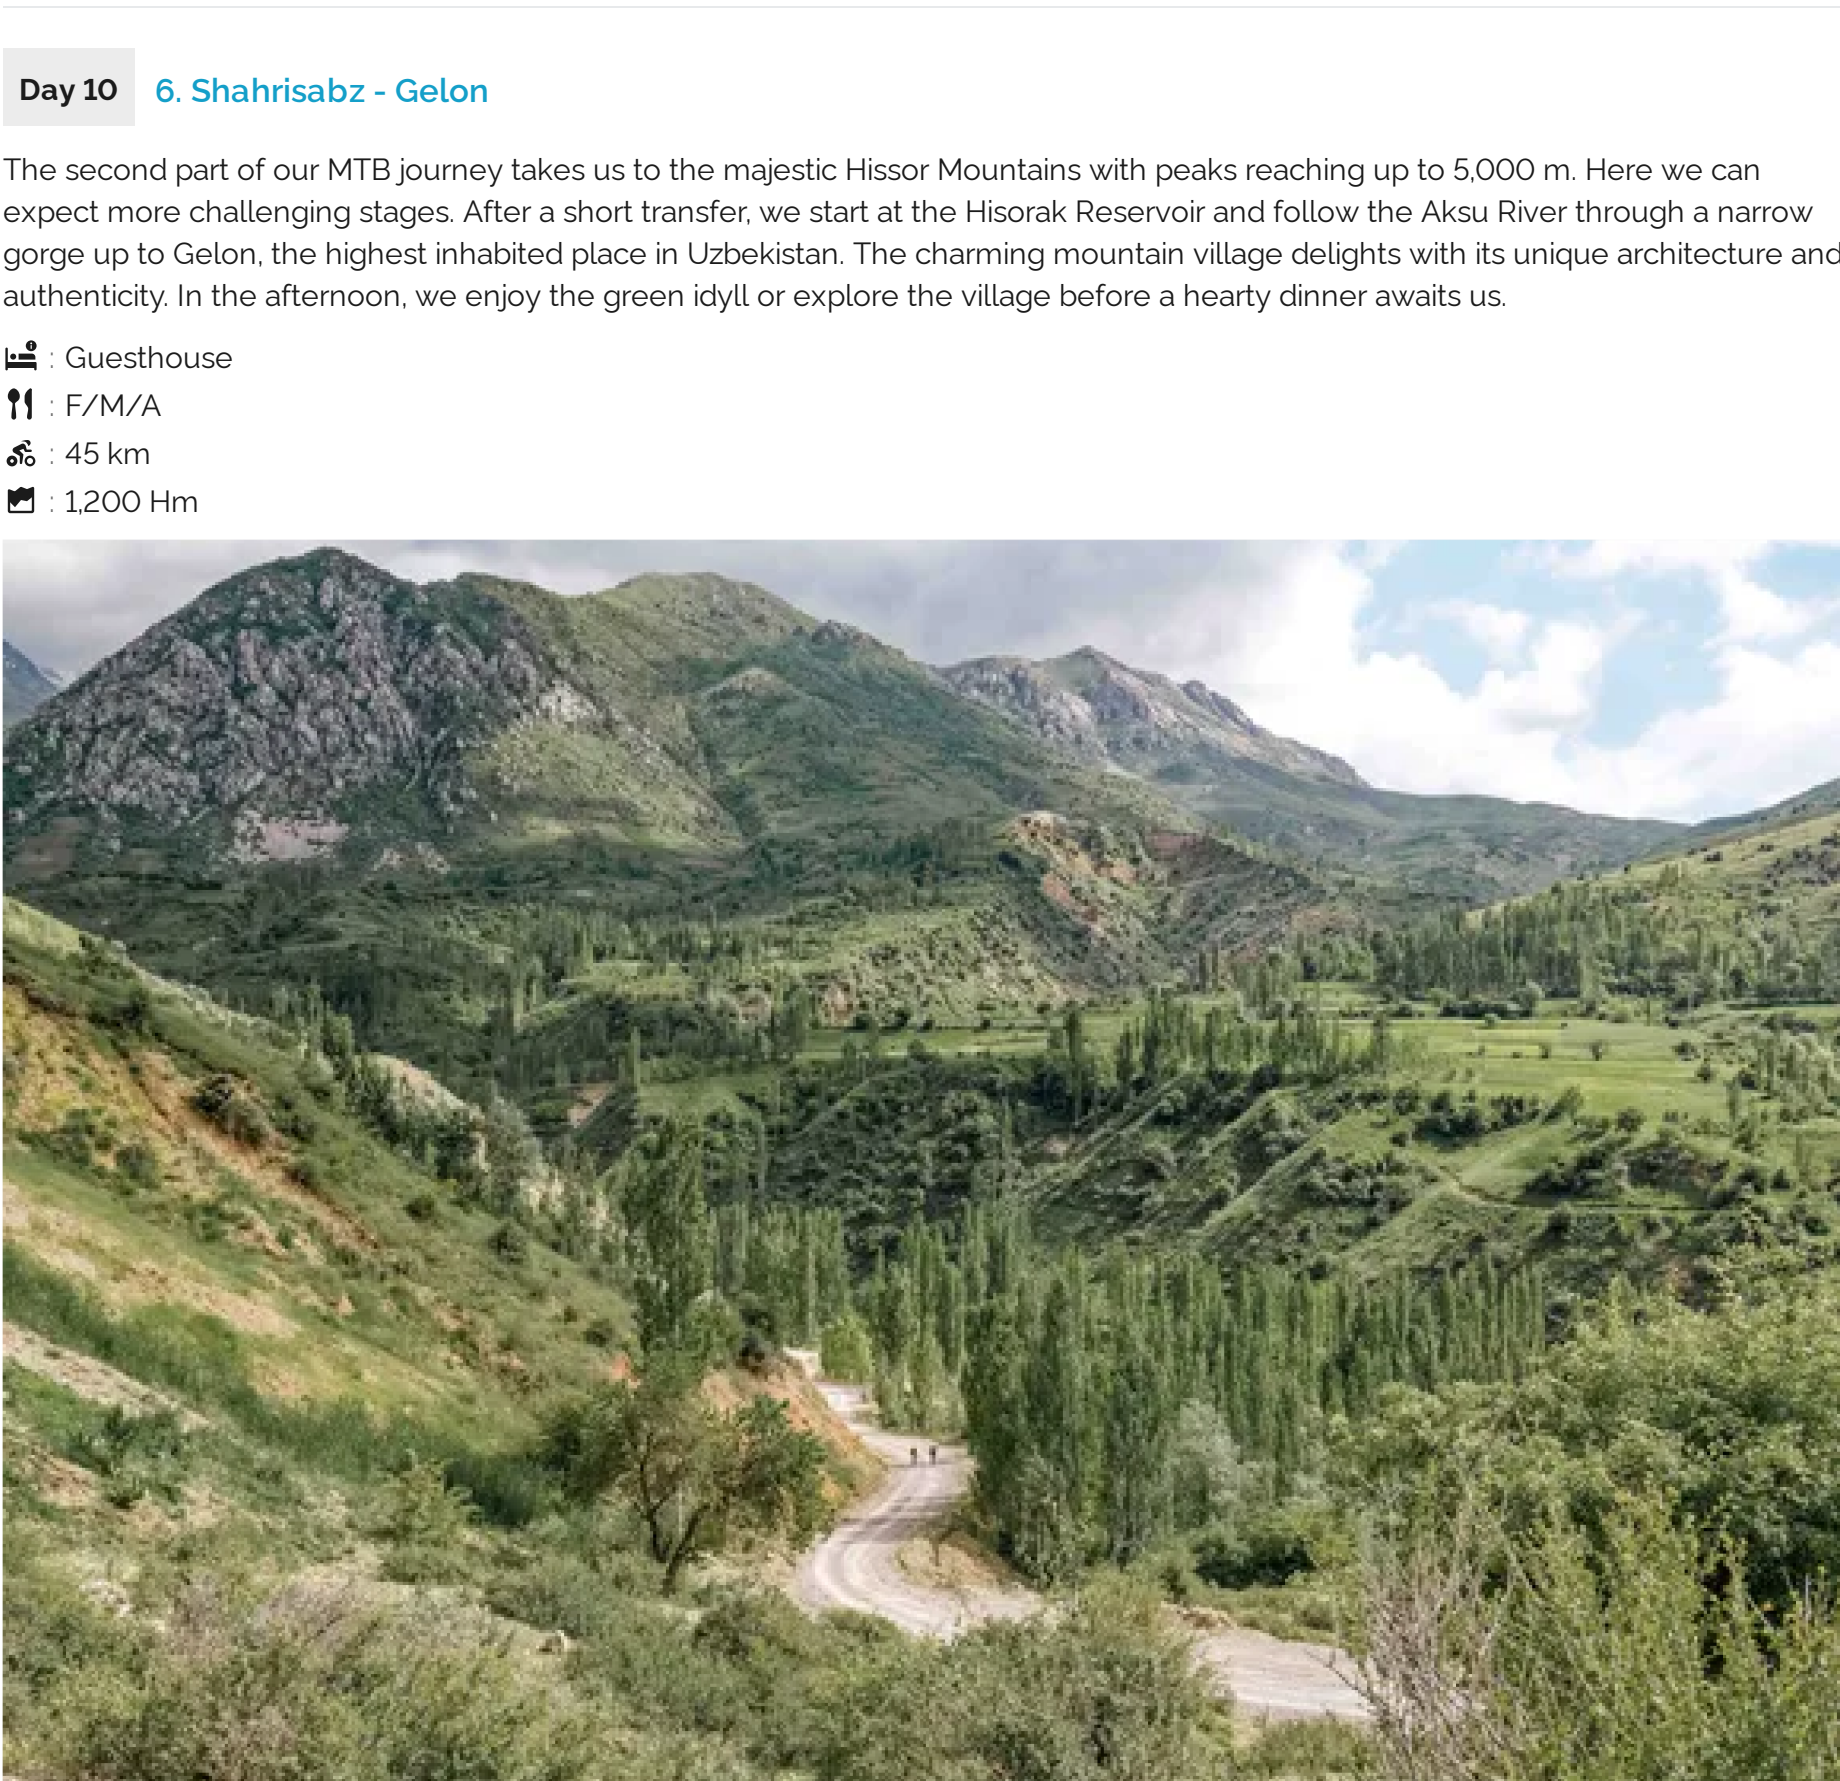 Day 10
6. Shahrisabz - Gelon
The second part of our MTB journey takes us to the majestic Hissor Mountains with peaks reaching up to 5,000 m. Here we can
expect more challenging stages. After a short transfer, we start at the Hisorak Reservoir and follow the Aksu River through a narrow
gorge up to Gelon, the highest inhabited place in Uzbekistan. The charming mountain village delights with its unique architecture and
authenticity. In the afternoon, we enjoy the green idyll or explore the village before a hearty dinner awaits us.
: Guesthouse
: F/M/A
: 45 km
: 1,200 Hm